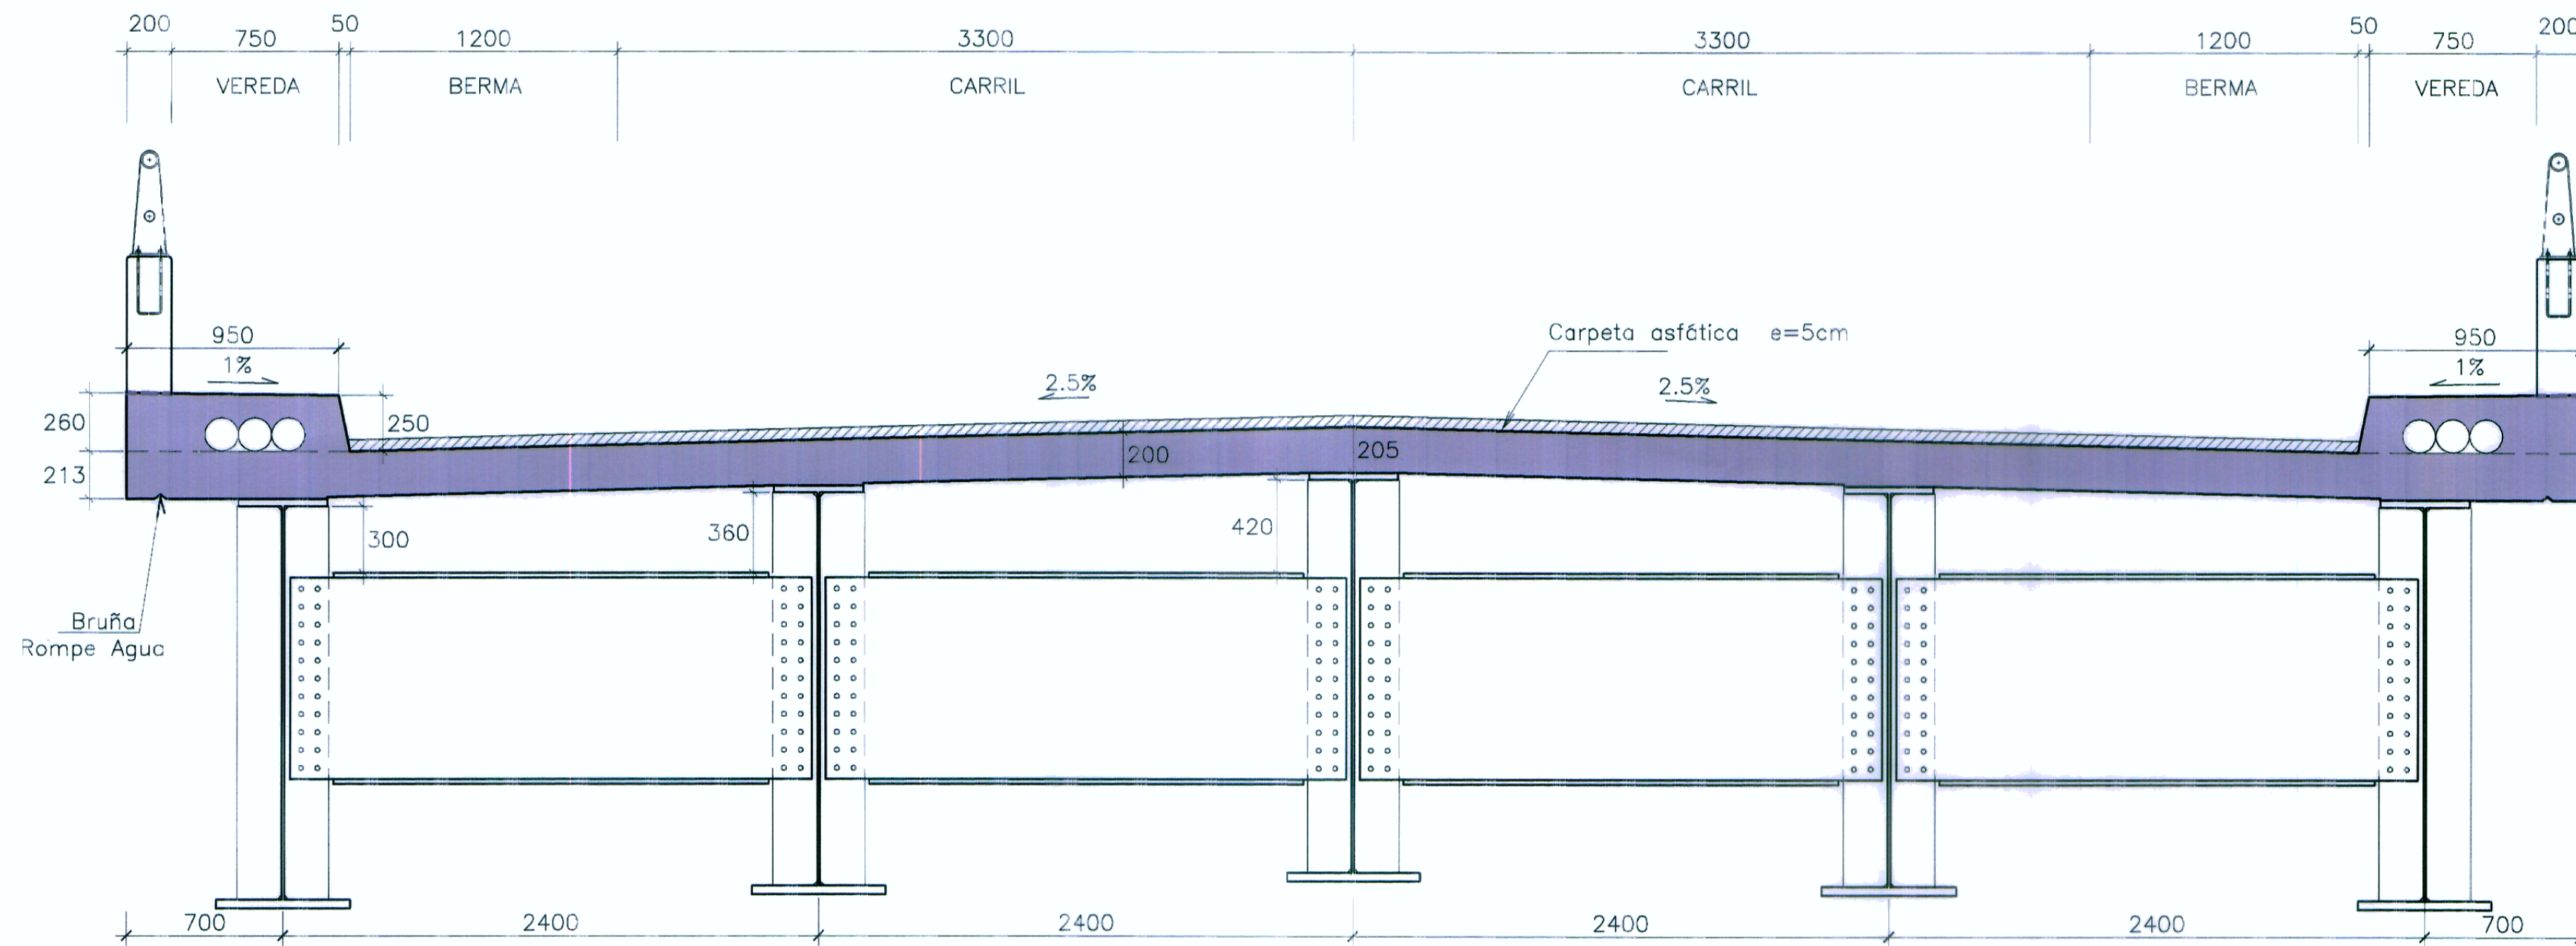 200 750 50 1200 3300 3300 1200 50 750 200
VEREDA BERMA CARRIL CARRIL BERMA VEREDA
Carpeta asfática e=5cm
950 950
1% 2.5% 2.5% 1%
260 250
200 205
213
300 360 420
Bruña
Rompe Agua
700 2400 2400 2400 2400 700